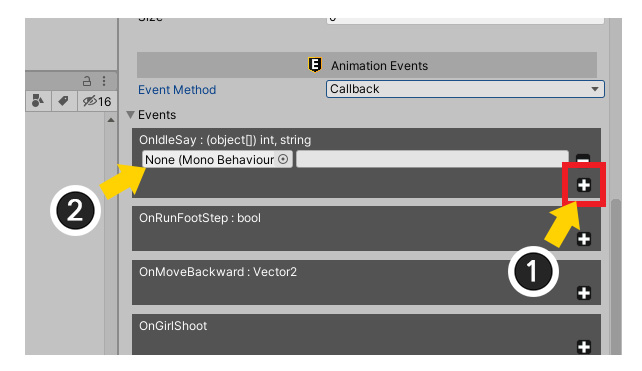 Size
0
Animation Events
16
Event Method
Callback
Events
OnIdleSay : (object[]) int, string
None (Mono Behaviour
2
OnRunFootStep : bool
1
OnMoveBackward : Vector2
OnGirlShoot